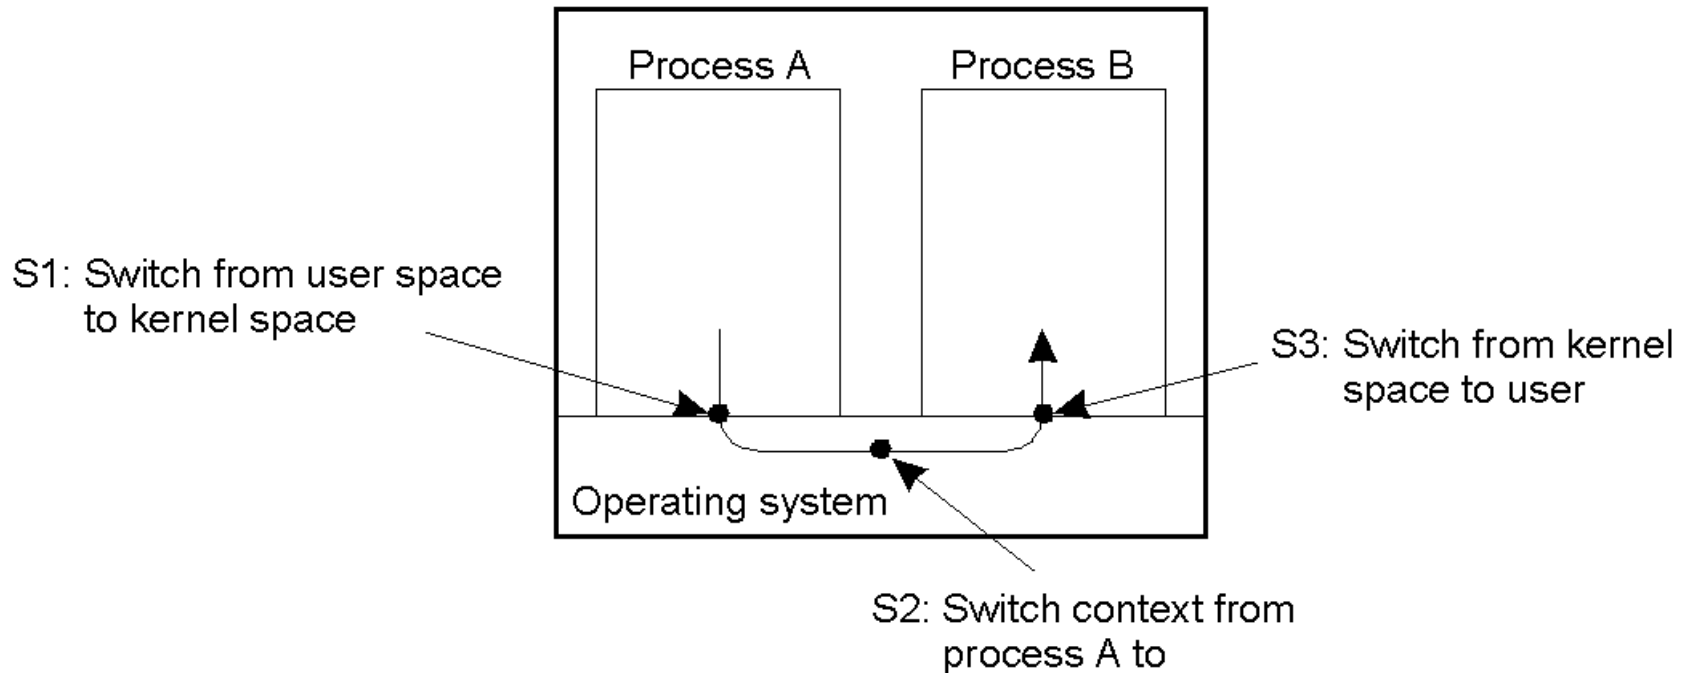 Process A
Process B
S1: Switch from user space
to kernel space
S3: Switch from kernel
space to user
Operating system
S2: Switch context from
process A to